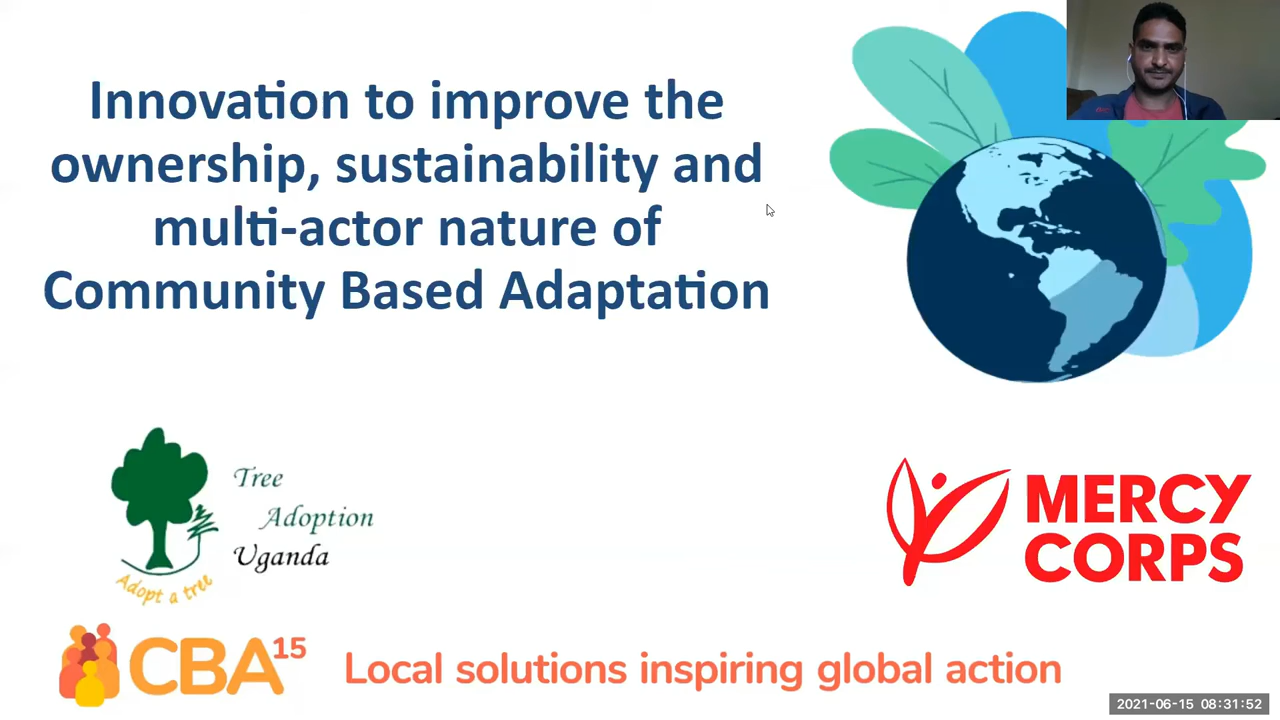 Innovation to improve the
ownership, sustainability and
multi-actor nature of
Community Based Adaptation
Tree
Adoption
Uganda
Adopt a tree
MERCY
CORPS
CBA15
Local solutions inspiring global action
2021-06-15 08:31:52